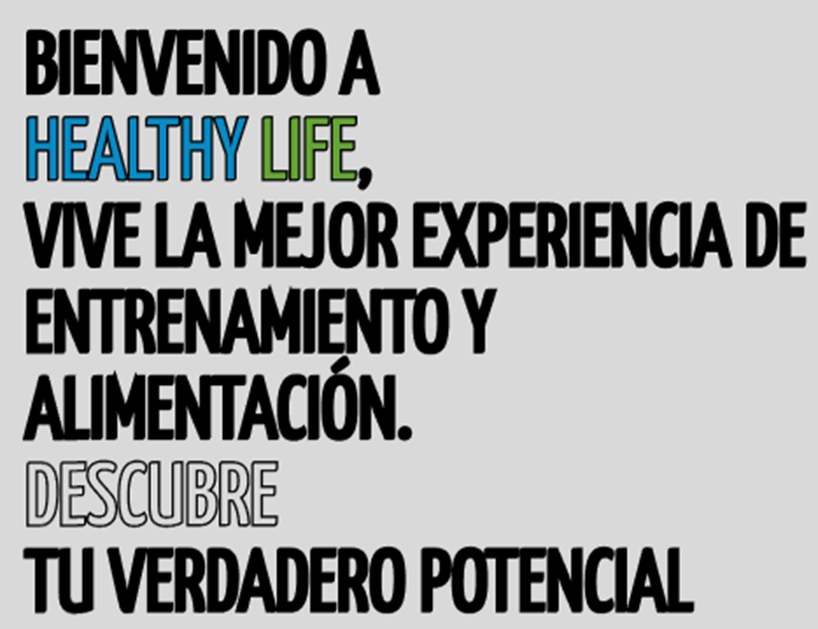 BIENVENIDO A
HEALTHY LIFE,
VIVE LA MEJOR EXPERIENCIA DE
ENTRENAMIENTO Y
ALIMENTACIÓN.
DESCUBRE
TU VERDADERO POTENCIAL